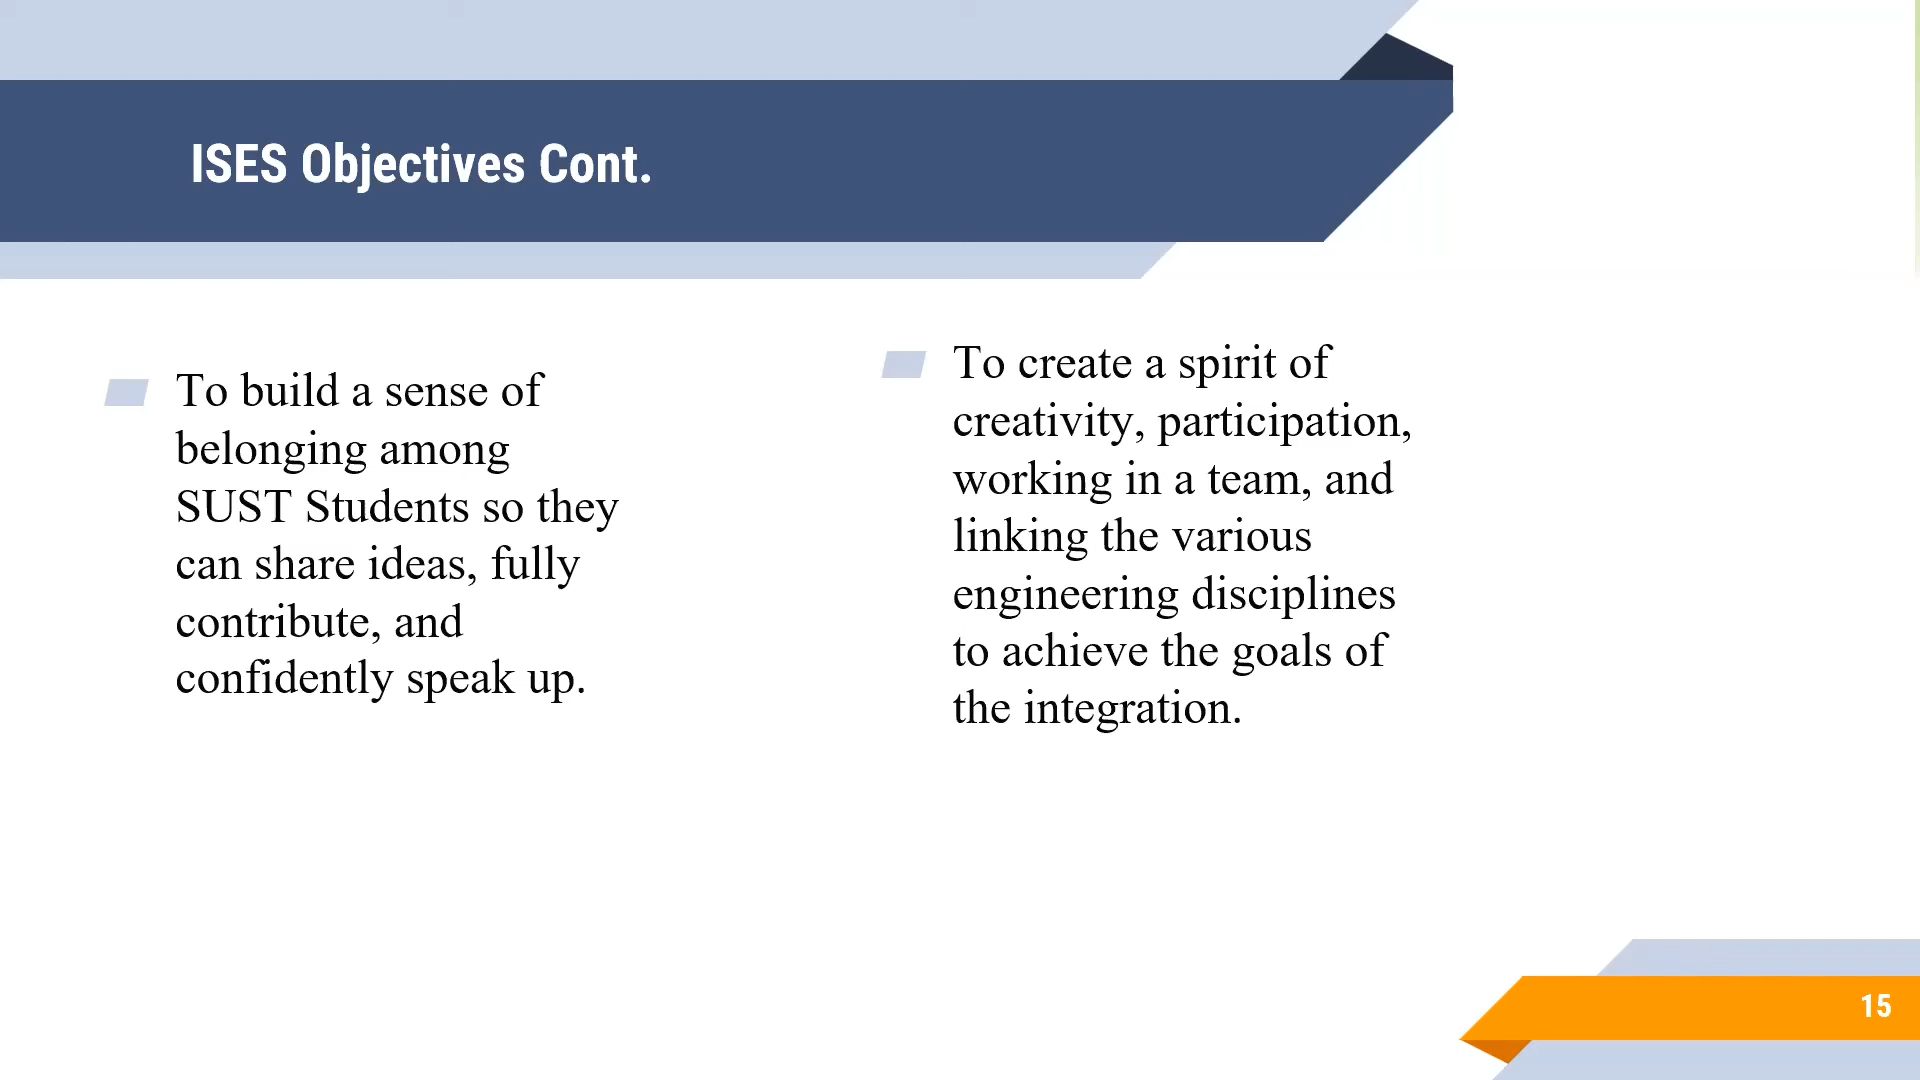 ISES Objectives Cont.
To build a sense of
belonging among
SUST Students so they
can share ideas, fully
contribute, and
confidently speak up.
To create a spirit of
creativity, participation,
working in a team, and
linking the various
engineering disciplines
to achieve the goals of
the integration.
15